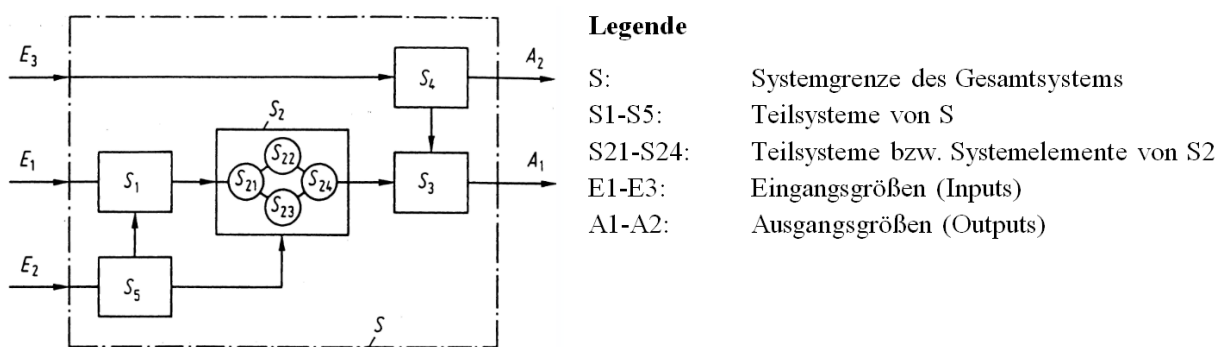 E3
A2
S4
S2
E1
S1
S21
S22
S23
S24
S3
A1
E2
S5
S
Legende
S: Systemgrenze des Gesamtsystems
S1-S5: Teilsysteme von S
S21-S24: Teilsysteme bzw. Systemelemente von S2
E1-E3: Eingangsgrößen (Inputs)
A1-A2: Ausgangsgrößen (Outputs)